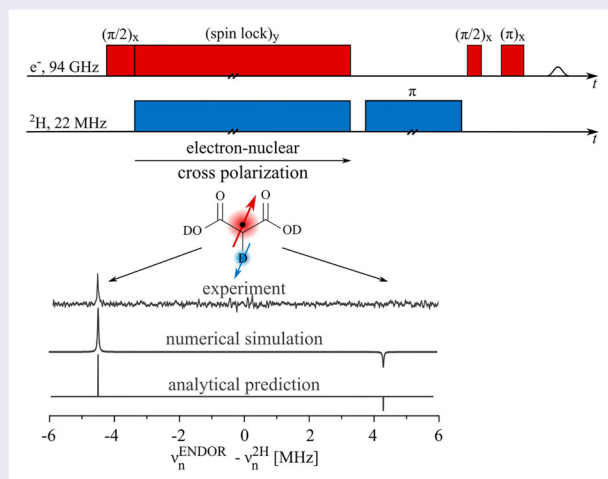 (π/2)ₓ (spin lock)ᵧ (π/2)ₓ (π)ₓ
e⁻, 94 GHz
t
π
²H, 22 MHz
t
electron-nuclear
cross polarization
O O
DO OD
D
experiment
numerical simulation
analytical prediction
-6 -4 -2 0 2 4 6
νₙᴱᴺᴰᴼᴿ - νₙ²ᴴ [MHz]